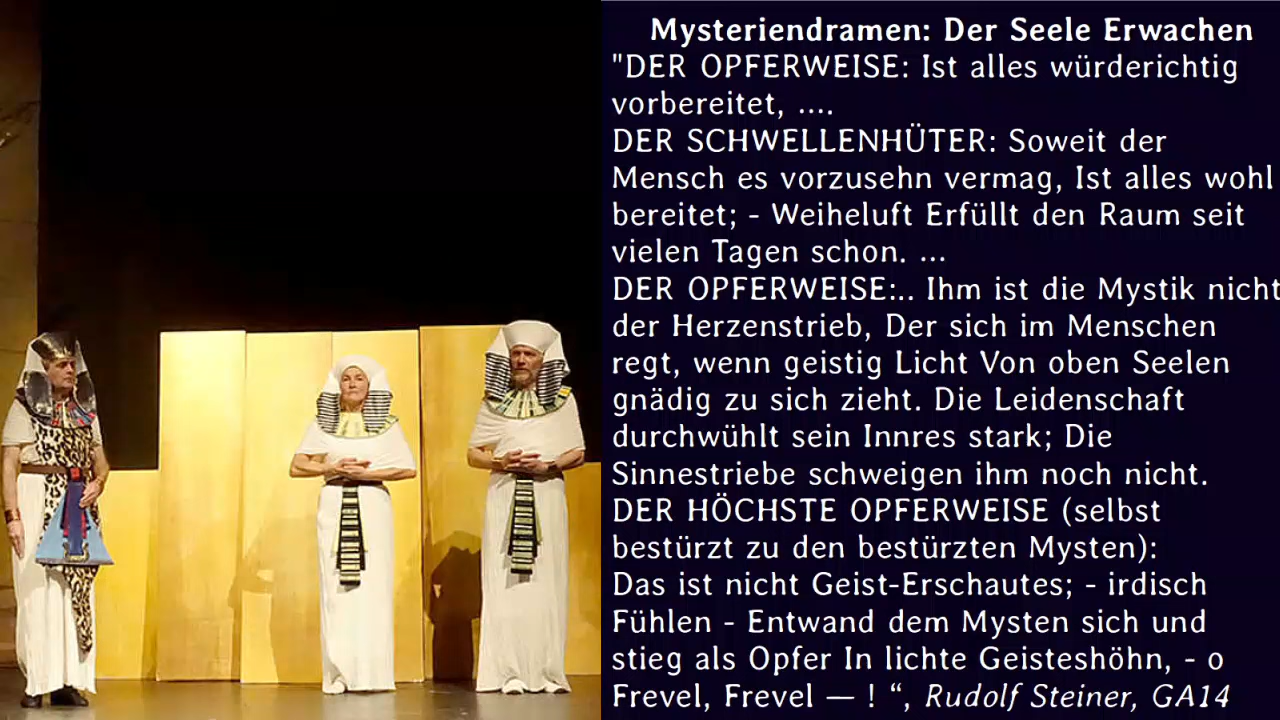 Mysteriendramen: Der Seele Erwachen
"DER OPFERWEISE: Ist alles würderichtig
vorbereitet, ....
DER SCHWELLENHÜTER: Soweit der
Mensch es vorzusehn vermag, Ist alles wohl
bereitet; - Weiheluft Erfüllt den Raum seit
vielen Tagen schon. ...
DER OPFERWEISE:.. Ihm ist die Mystik nicht
der Herzenstrieb, Der sich im Menschen
regt, wenn geistig Licht Von oben Seelen
gnädig zu sich zieht. Die Leidenschaft
durchwühlt sein Innres stark; Die
Sinnestriebe schweigen ihm noch nicht.
DER HÖCHSTE OPFERWEISE (selbst
bestürzt zu den bestürzten Mysten):
Das ist nicht Geist-Erschautes; - irdisch
Fühlen - Entwand dem Mysten sich und
stieg als Opfer In lichte Geisteshöhn, - o
Frevel, Frevel — ! “, Rudolf Steiner, GA14